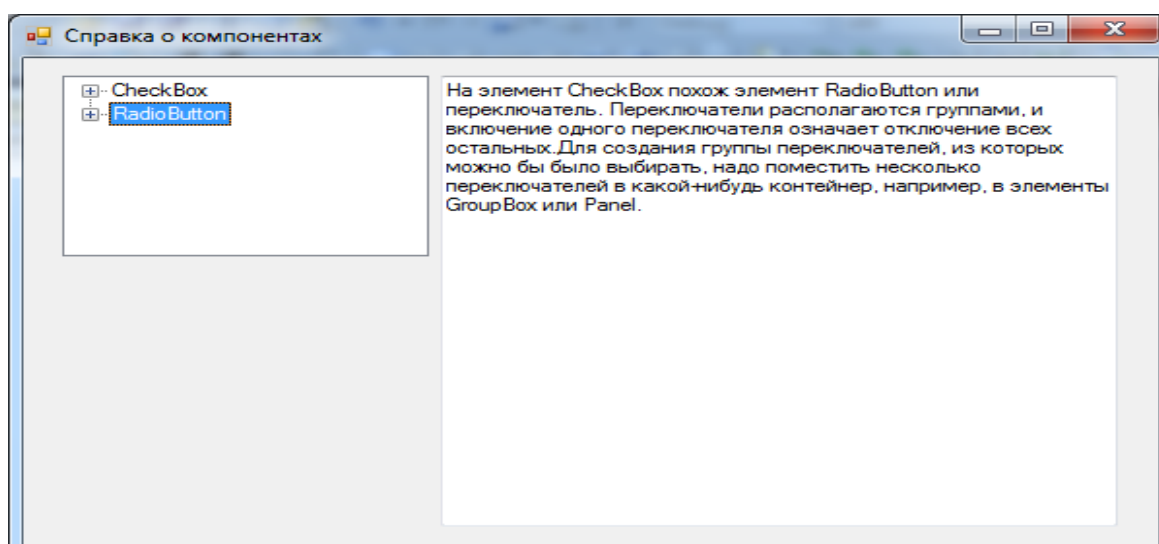 Справка о компонентах
CheckBox
RadioButton
На элемент CheckBox похож элемент RadioButton или
переключатель. Переключатели располагаются группами, и
включение одного переключателя означает отключение всех
остальных.Для создания группы переключателей, из которых
можно бы было выбирать, надо поместить несколько
переключателей в какой-нибудь контейнер, например, в элементы
GroupBox или Panel.